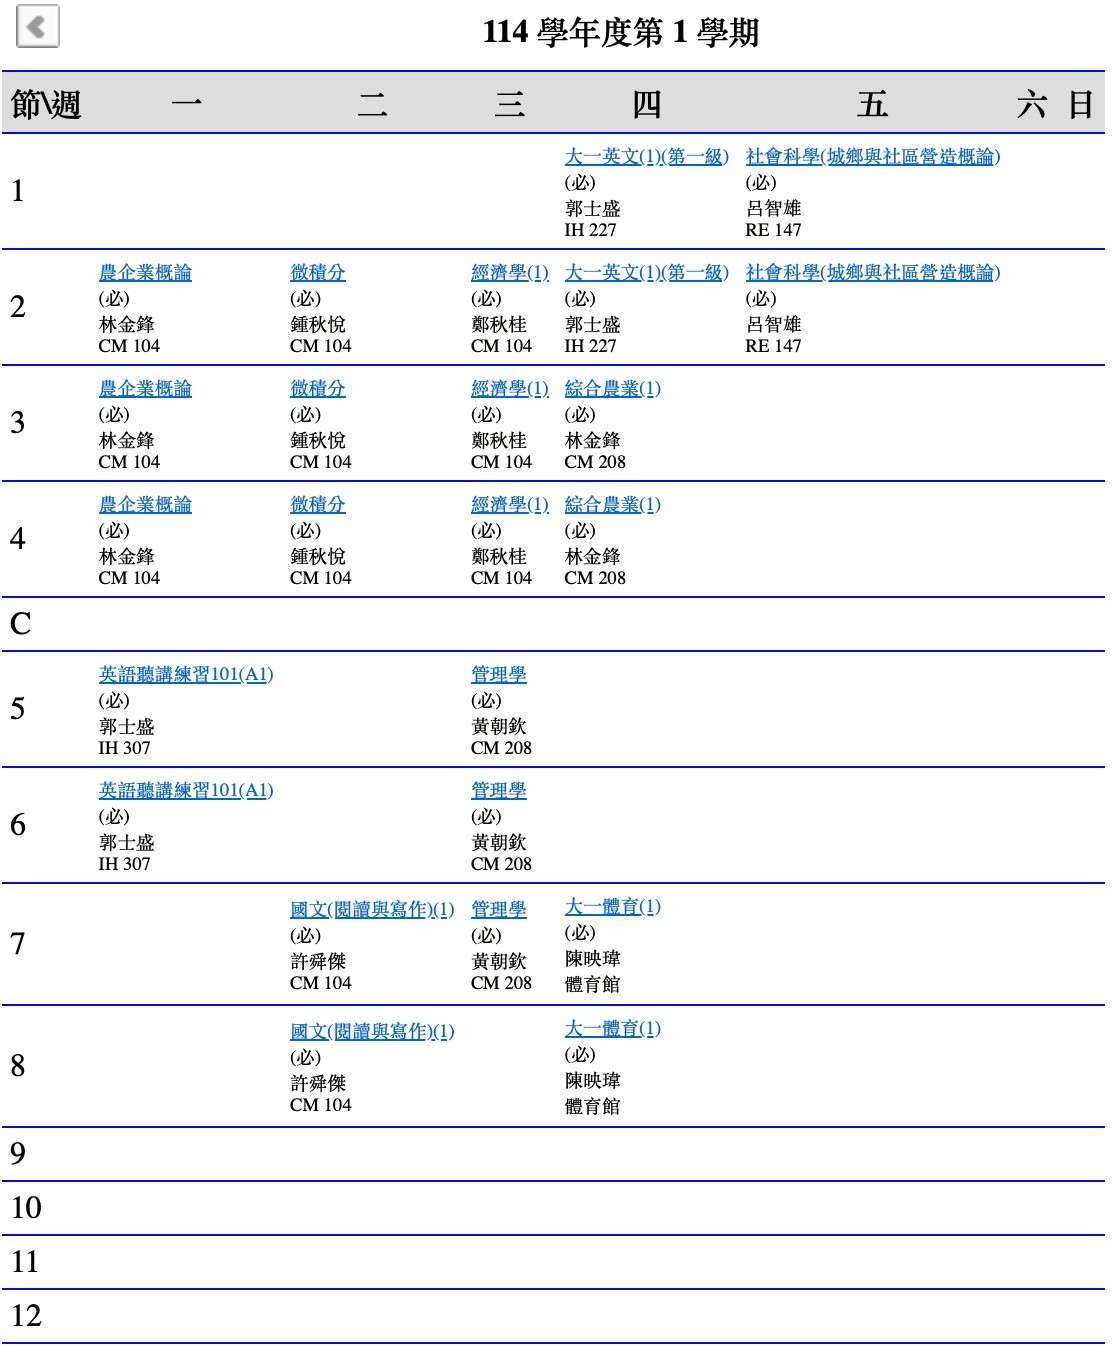 114 學年度第 1 學期
節\週 一 二 三 四 五 六 日
1
大一英文(1)(第一級)
(必)
郭士盛
IH 227
社會科學(城鄉與社區營造概論)
(必)
呂智雄
RE 147
2
農企業概論
(必)
林金鋒
CM 104
微積分
(必)
鍾秋悅
CM 104
經濟學(1)
(必)
鄭秋桂
CM 104
大一英文(1)(第一級)
(必)
郭士盛
IH 227
社會科學(城鄉與社區營造概論)
(必)
呂智雄
RE 147
3
農企業概論
(必)
林金鋒
CM 104
微積分
(必)
鍾秋悅
CM 104
經濟學(1)
(必)
鄭秋桂
CM 104
綜合農業(1)
(必)
林金鋒
CM 208
4
農企業概論
(必)
林金鋒
CM 104
微積分
(必)
鍾秋悅
CM 104
經濟學(1)
(必)
鄭秋桂
CM 104
綜合農業(1)
(必)
林金鋒
CM 208
C
5
英語聽講練習101(A1)
(必)
郭士盛
IH 307
管理學
(必)
黃朝欽
CM 208
6
英語聽講練習101(A1)
(必)
郭士盛
IH 307
管理學
(必)
黃朝欽
CM 208
7
國文(閱讀與寫作)(1)
(必)
許舜傑
CM 104
管理學
(必)
黃朝欽
CM 208
大一體育(1)
(必)
陳映瑋
體育館
8
國文(閱讀與寫作)(1)
(必)
許舜傑
CM 104
大一體育(1)
(必)
陳映瑋
體育館
9
10
11
12